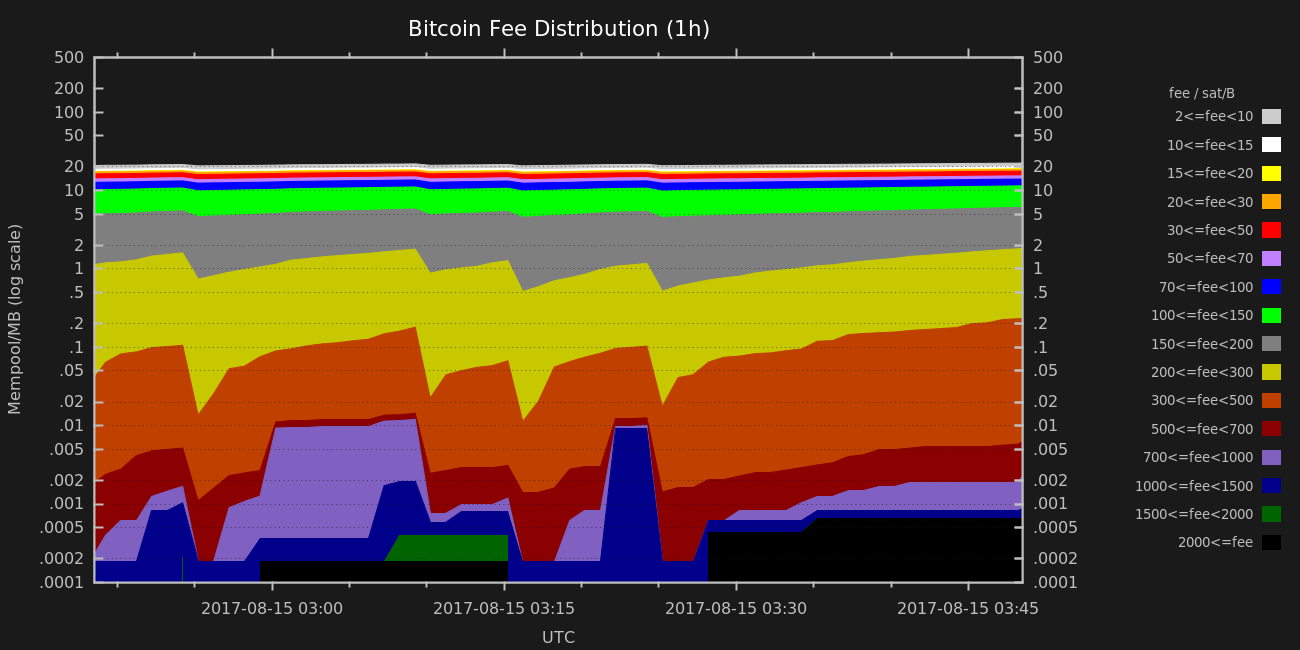 Bitcoin Fee Distribution (1h)
Mempool/MB (log scale)
500
200
100
50
20
10
5
2
1
.5
.2
.1
.05
.02
.01
.005
.002
.001
.0005
.0002
.0001
500
200
100
50
20
10
5
2
1
.5
.2
.1
.05
.02
.01
.005
.002
.001
.0005
.0002
.0001
2017-08-15 03:00
2017-08-15 03:15
2017-08-15 03:30
2017-08-15 03:45
UTC
fee / sat/B
2<=fee<10
10<=fee<15
15<=fee<20
20<=fee<30
30<=fee<50
50<=fee<70
70<=fee<100
100<=fee<150
150<=fee<200
200<=fee<300
300<=fee<500
500<=fee<700
700<=fee<1000
1000<=fee<1500
1500<=fee<2000
2000<=fee